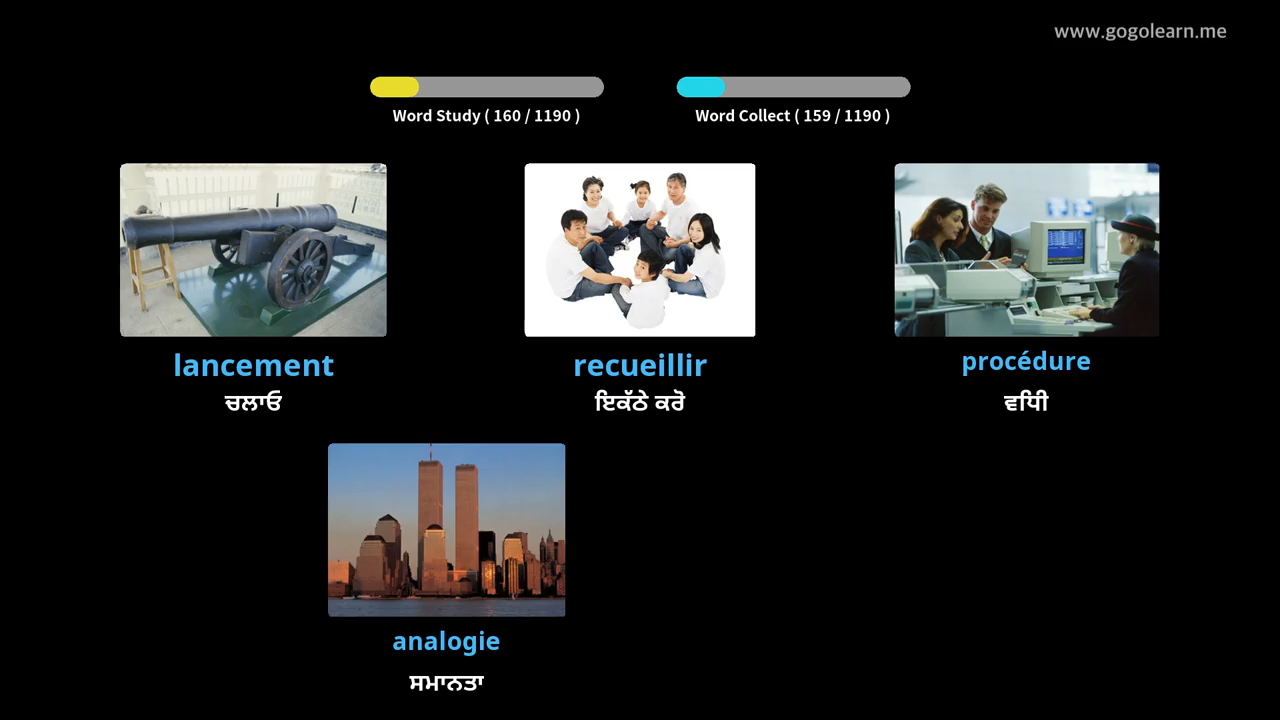 www.gogolearn.me
Word Study ( 160 / 1190 )
Word Collect ( 159 / 1190 )
lancement
ਚਲਾਓ
recueillir
ਇਕੱਠੇ ਕਰੋ
procédure
ਵਿਧੀ
analogie
ਸਮਾਨਤਾ